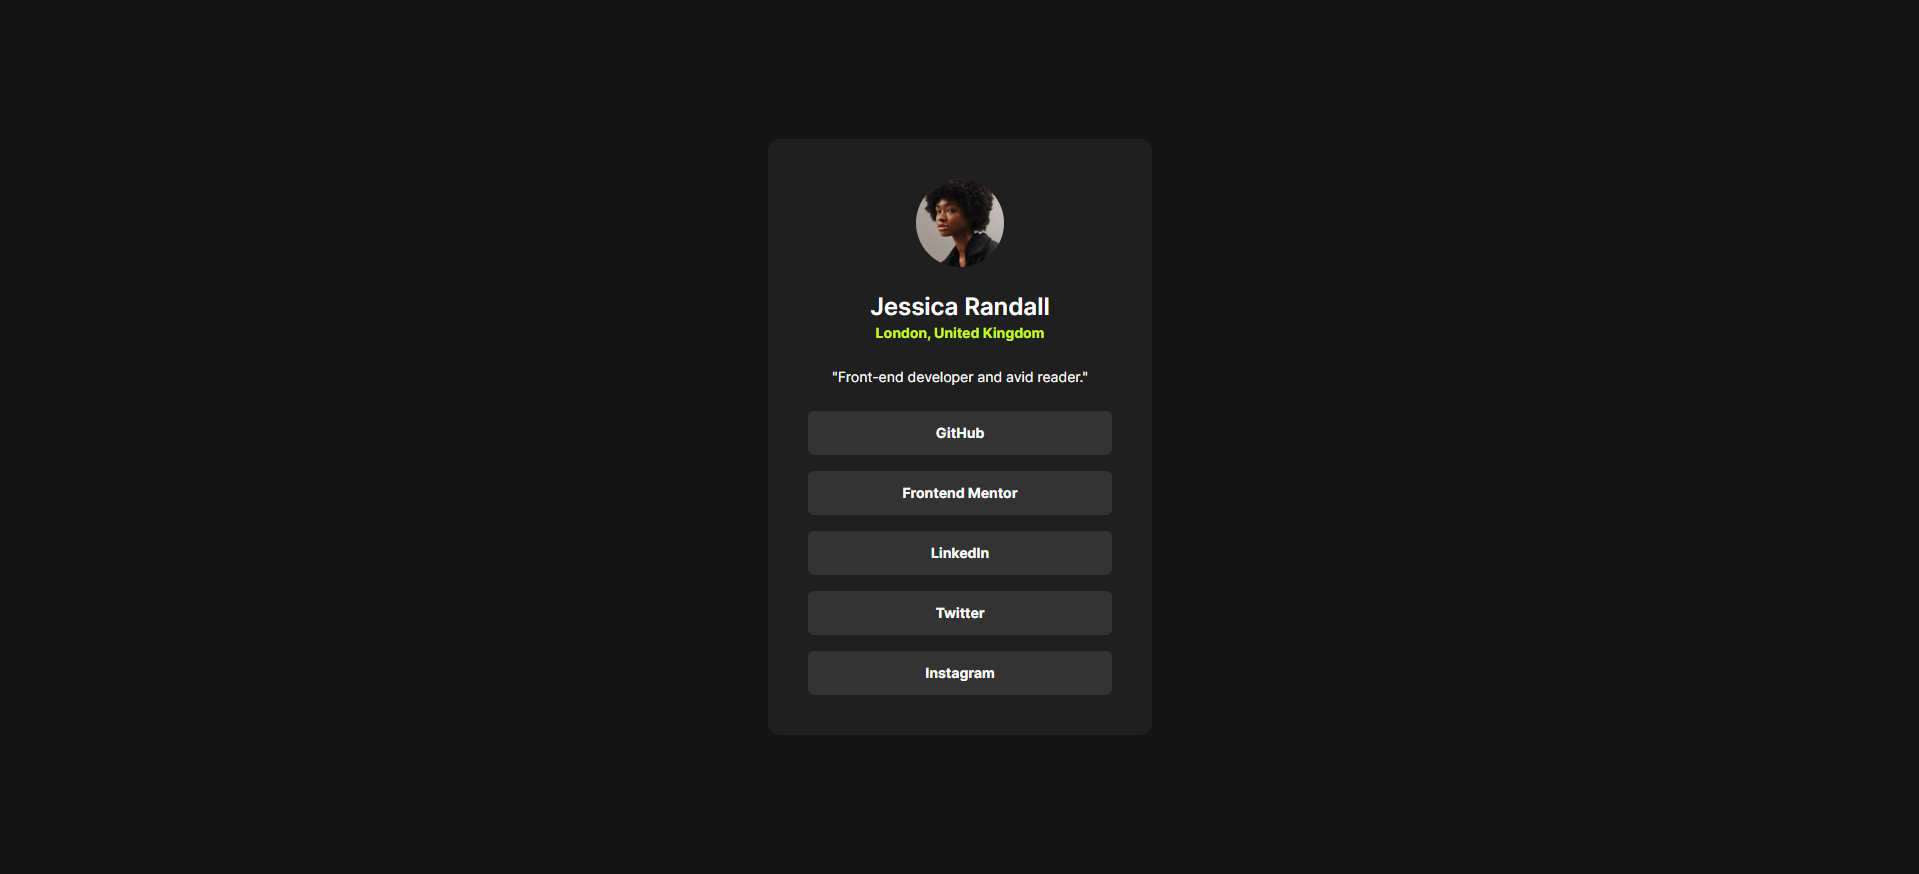 Jessica Randall
London, United Kingdom
"Front-end developer and avid reader."
GitHub
Frontend Mentor
LinkedIn
Twitter
Instagram